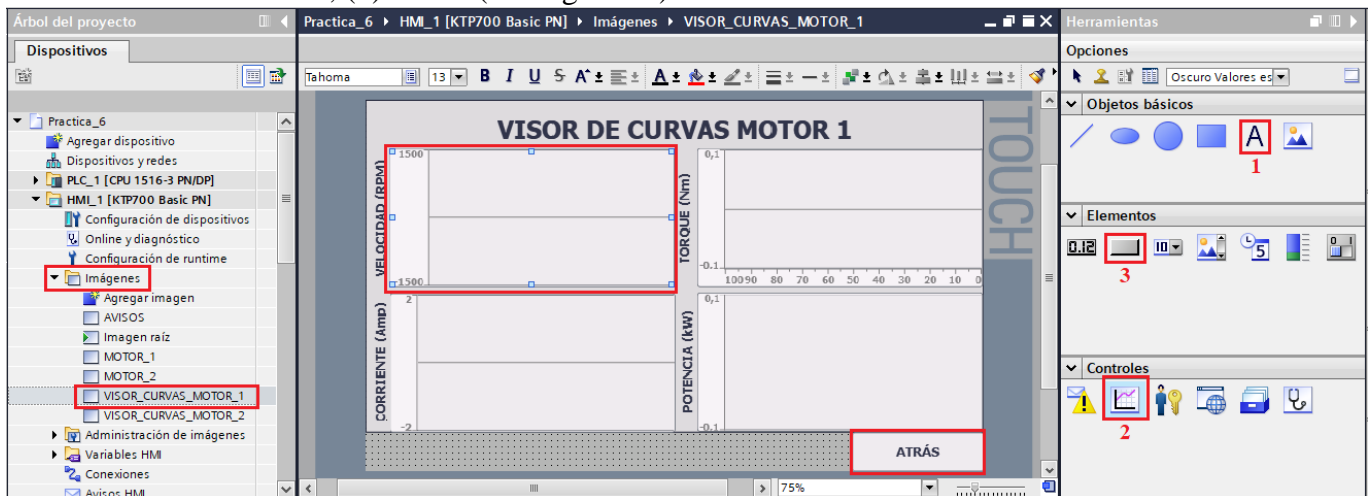 Árbol del proyecto
Dispositivos
Practica_6
Agregar dispositivo
Dispositivos y redes
PLC_1 [CPU 1516-3 PN/DP]
HMI_1 [KTP700 Basic PN]
Configuración de dispositivos
Online y diagnóstico
Configuración de runtime
Imágenes
Agregar imagen
AVISOS
Imagen raíz
MOTOR_1
MOTOR_2
VISOR_CURVAS_MOTOR_1
VISOR_CURVAS_MOTOR_2
Administración de imágenes
Variables HMI
Conexiones
Avisos HMI
Practica_6 HMI_1 [KTP700 Basic PN] Imágenes VISOR_CURVAS_MOTOR_1
Tahoma 13 B I U S A A
VISOR DE CURVAS MOTOR 1
TOUCH
VELOCIDAD (RPM)
1500
1500
TORQUE (Nm)
0,1
-0.1
100 90 80 70 60 50 40 30 20 10 0
CORRIENTE (Amp)
2
-2
POTENCIA (kW)
0,1
-0.1
ATRÁS
75%
Herramientas
Opciones
Oscuro Valores es
Objetos básicos
A
1
Elementos
0.12 10 5
3
Controles
2